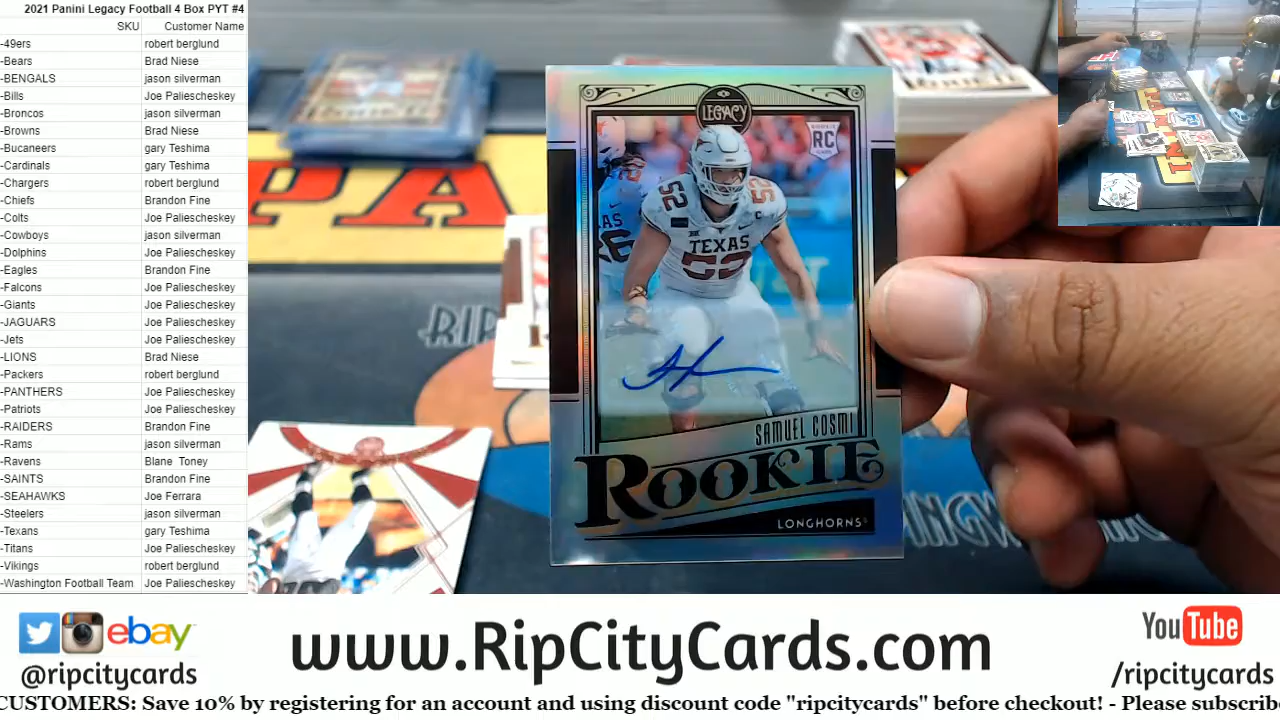 2021 Panini Legacy Football 4 Box PYT #4
SKU Customer Name
-49ers robert berglund
-Bears Brad Niese
-BENGALS jason silverman
-Bills Joe Paliescheskey
-Broncos jason silverman
-Browns Brad Niese
-Bucaneers gary Teshima
-Cardinals gary Teshima
-Chargers robert berglund
-Chiefs Brandon Fine
-Colts Joe Paliescheskey
-Cowboys jason silverman
-Dolphins Joe Paliescheskey
-Eagles Brandon Fine
-Falcons Joe Paliescheskey
-Giants Joe Paliescheskey
-JAGUARS Joe Paliescheskey
-Jets Joe Paliescheskey
-LIONS Brad Niese
-Packers robert berglund
-PANTHERS Joe Paliescheskey
-Patriots Joe Paliescheskey
-RAIDERS Brandon Fine
-Rams jason silverman
-Ravens Blane Toney
-SAINTS Brandon Fine
-SEAHAWKS Joe Ferrara
-Steelers jason silverman
-Texans gary Teshima
-Titans Joe Paliescheskey
-Vikings robert berglund
-Washington Football Team Joe Paliescheskey
LEGACY
ROOKIE
RC
52 52
TEXAS
52
SAMUEL COSMI
ROOKIE
LONGHORNS
PA
RIP
INGW
ebay
@ripcitycards
www.RipCityCards.com
YouTube
/ripcitycards
CUSTOMERS: Save 10% by registering for an account and using discount code "ripcitycards" before checkout! - Please subscrib